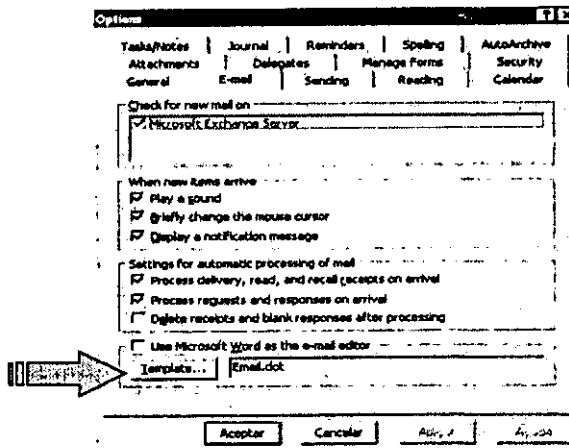 Options
Tasks/Notes Journal Reminders Spelling AutoArchive
Attachments Delegates Manage Forms Security
General E-mail Sending Reading Calendar
Check for new mail on
Microsoft Exchange Server
When new items arrive
Play a sound
Briefly change the mouse cursor
Display a notification message
Settings for automatic processing of mail
Process delivery, read, and recall receipts on arrival
Process requests and responses on arrival
Delete receipts and blank responses after processing
Use Microsoft Word as the e-mail editor
Template... Email.dot
Aceptar Cancelar